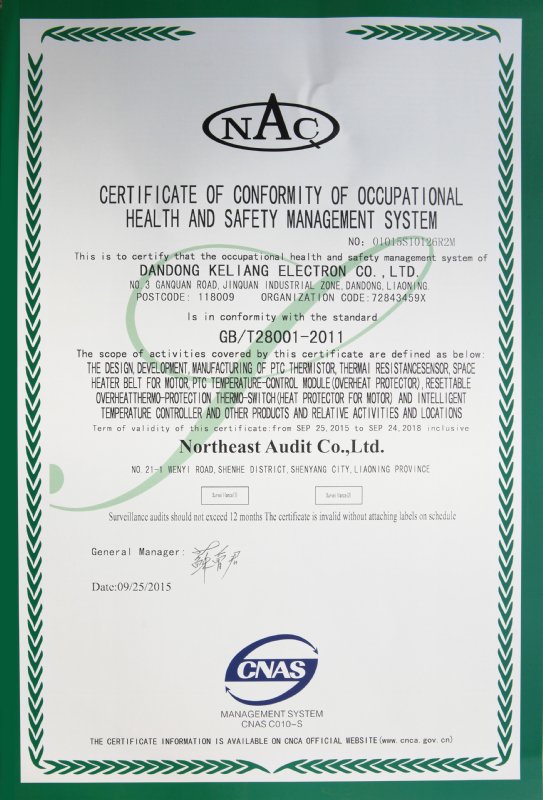 NAC
CERTIFICATE OF CONFORMITY OF OCCUPATIONAL
HEALTH AND SAFETY MANAGEMENT SYSTEM
NO: 01015S10126R2M
This is to certify that the occupational health and safety management system of
DANDONG KELIANG ELECTRON CO.,LTD.
NO.3 GANQUAN ROAD, JINQUAN INDUSTRIAL ZONE, DANDONG, LIAONING
POSTCODE: 118009 ORGANIZATION CODE: 72843459X
Is in conformity with the standard
GB/T28001-2011
The scope of activities covered by this certificate are defined as below:
THE DESIGN, DEVELOPMENT, MANUFACTURING OF PTC THERMISTOR, THERMAI RESISTANCESENSOR, SPACE
HEATER BELT FOR MOTOR, PTC TEMPERATURE-CONTROL MODULE (OVERHEAT PROTECTOR), RESETTABLE
OVERHEATTHERMO-PROTECTION THERMO-SWITCH (HEAT PROTECTOR FOR MOTOR) AND INTELLIGENT
TEMPERATURE CONTROLLER AND OTHER PRODUCTS AND RELATIVE ACTIVITIES AND LOCATIONS
Term of validity of this certificate:from SEP 25,2015 to SEP 24,2018 inclusive
Northeast Audit Co.,Ltd.
NO. 21-1 WENYI ROAD, SHENHE DISTRICT, SHENYANG CITY, LIAONING PROVINCE
Surveillance(1) Surveillance(2)
Surveillance audits should not exceed 12 months The certificate is invalid without attaching labels on schedule
General Manager:
Date:09/25/2015
CNAS
MANAGEMENT SYSTEM
CNAS C010-S
THE CERTIFICATE INFORMATION IS AVAILABLE ON CNCA OFFICIAL WEBSITE(www.cnca.gov.cn)